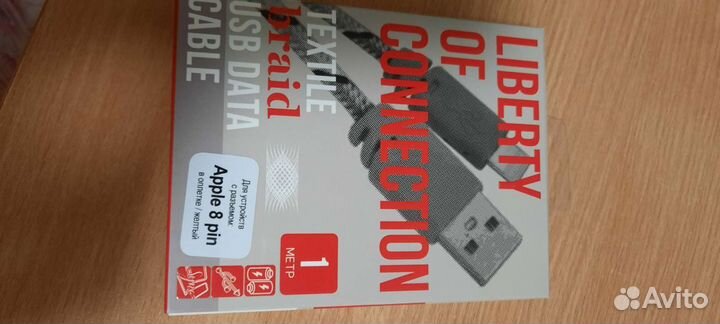 LIBERTY
OF
CONNECTION
TEXTILE
braid
USB DATA
CABLE
Для устройств
с разъемом:
Apple 8 pin
в оплетке / желтый
1
МЕТР
Avito